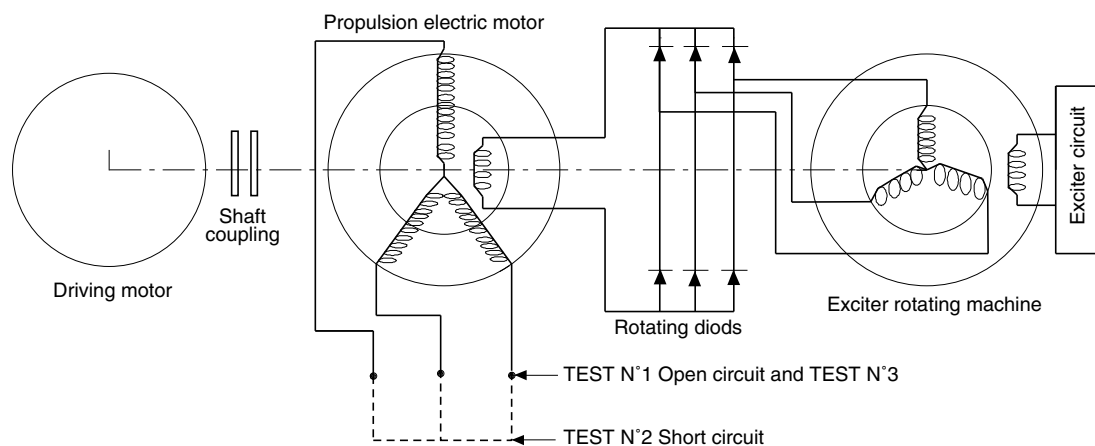 Propulsion electric motor
Shaft
coupling
Driving motor
Rotating diods
Exciter rotating machine
Exciter circuit
TEST N°1 Open circuit and TEST N°3
TEST N°2 Short circuit